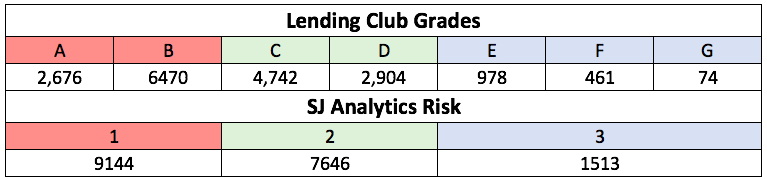 Lending Club Grades
A B C D E F G
2,676 6470 4,742 2,904 978 461 74
SJ Analytics Risk
1 2 3
9144 7646 1513